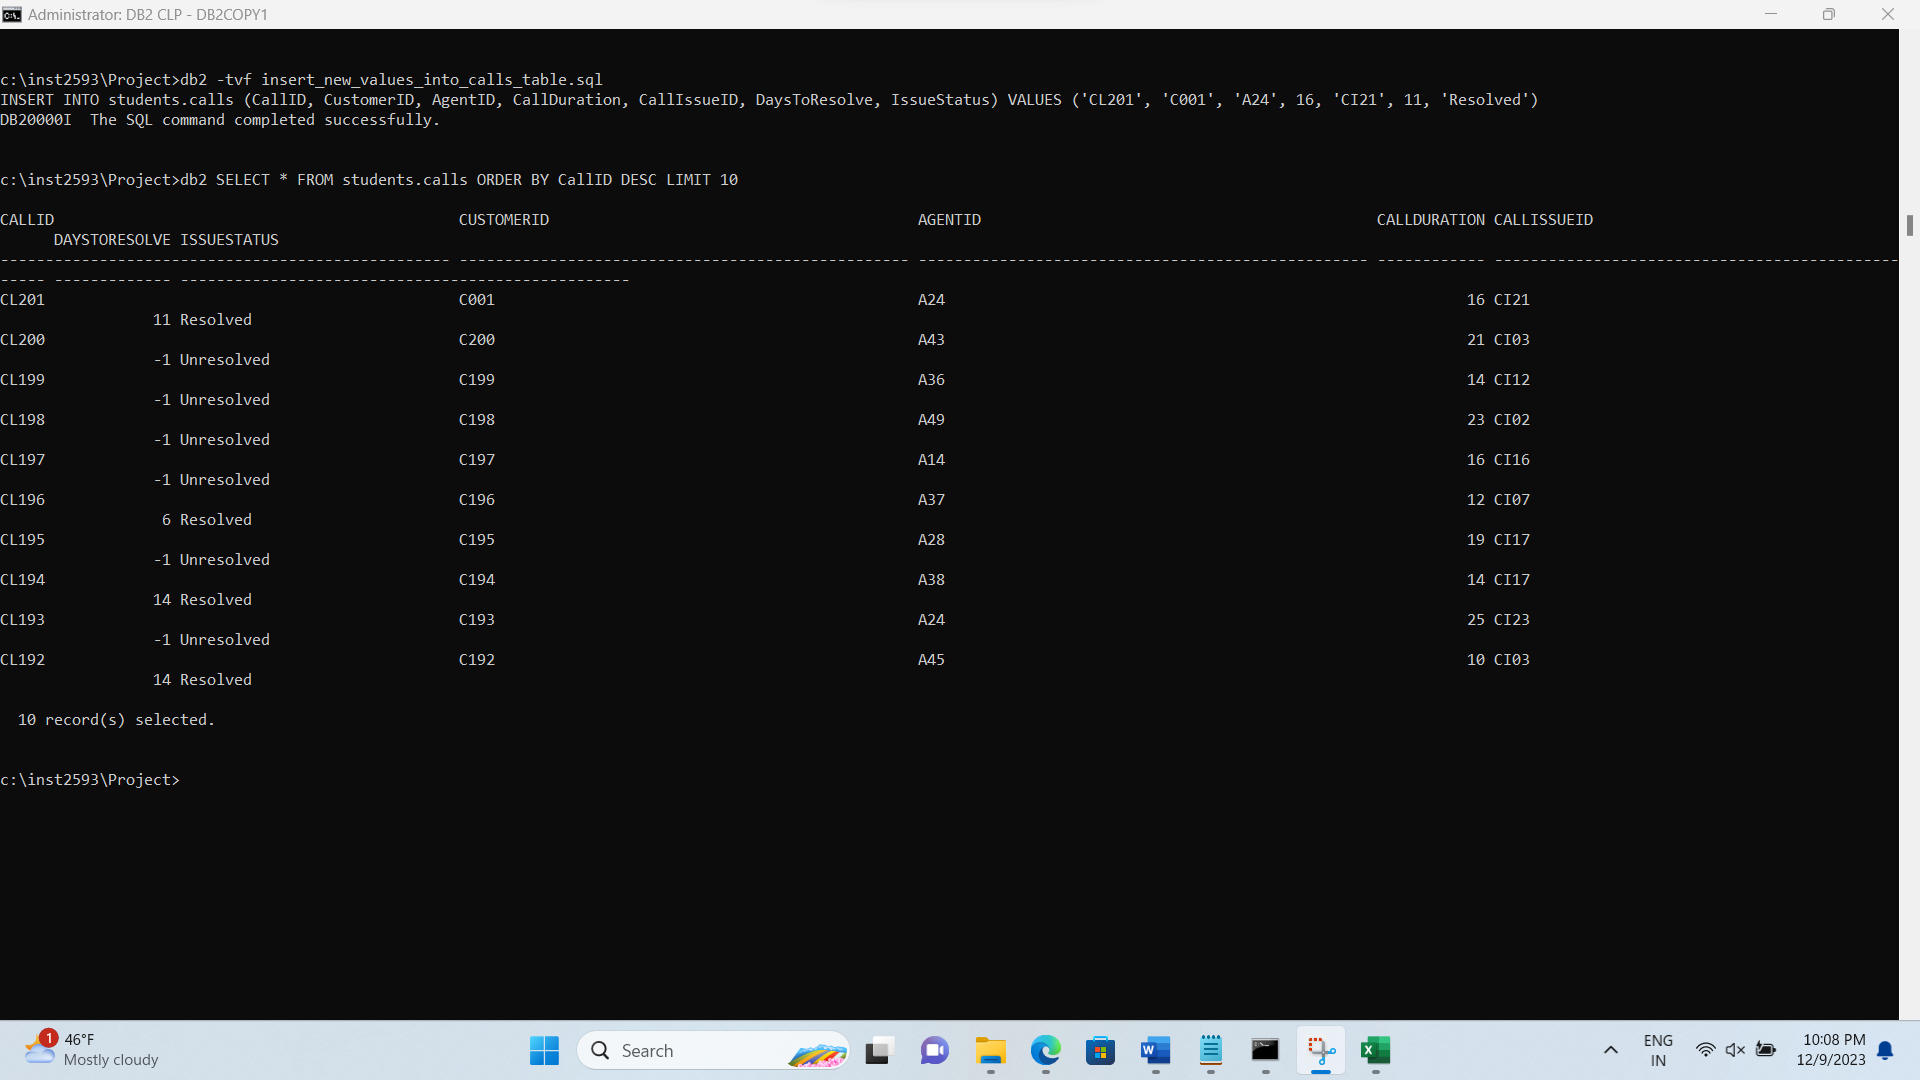 Administrator: DB2 CLP - DB2COPY1
c:\inst2593\Project>db2 -tvf insert_new_values_into_calls_table.sql
INSERT INTO students.calls (CallID, CustomerID, AgentID, CallDuration, CallIssueID, DaysToResolve, IssueStatus) VALUES ('CL201', 'C001', 'A24', 16, 'CI21', 11, 'Resolved')
DB20000I  The SQL command completed successfully.
c:\inst2593\Project>db2 SELECT * FROM students.calls ORDER BY CallID DESC LIMIT 10
CALLID CUSTOMERID AGENTID CALLDURATION CALLISSUEID
DAYSTORESOLVE ISSUESTATUS
-------------------------------------------------- -------------------------------------------------- -------------------------------------------------- ------------ ---------------------------------------------
----- ------------- --------------------------------------------------
CL201 C001 A24 16 CI21
11 Resolved
CL200 C200 A43 21 CI03
-1 Unresolved
CL199 C199 A36 14 CI12
-1 Unresolved
CL198 C198 A49 23 CI02
-1 Unresolved
CL197 C197 A14 16 CI16
-1 Unresolved
CL196 C196 A37 12 CI07
6 Resolved
CL195 C195 A28 19 CI17
-1 Unresolved
CL194 C194 A38 14 CI17
14 Resolved
CL193 C193 A24 25 CI23
-1 Unresolved
CL192 C192 A45 10 CI03
14 Resolved
10 record(s) selected.
c:\inst2593\Project>
1
46°F
Mostly cloudy
Search
ENG
IN
10:08 PM
12/9/2023